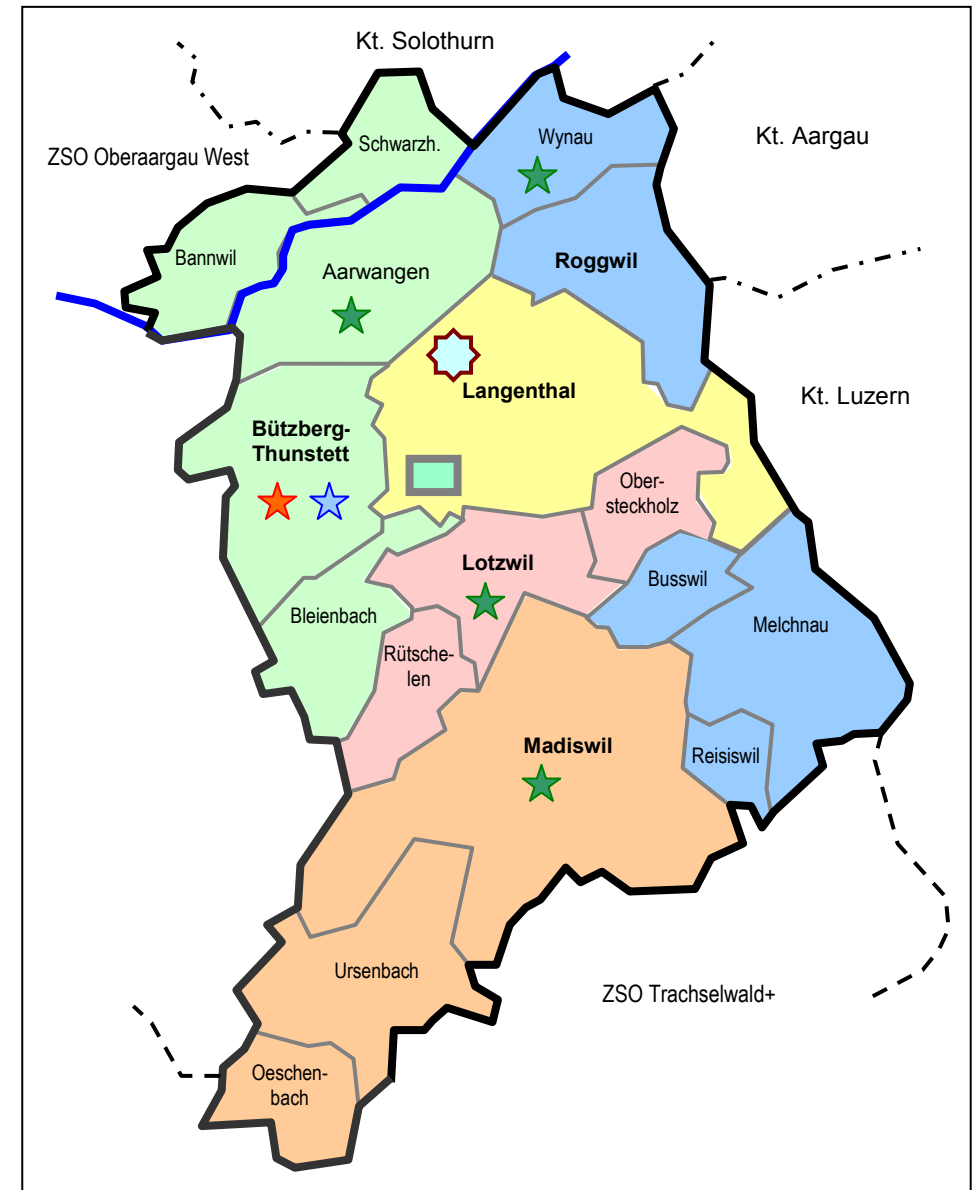 Kt. Solothurn
Wynau
Kt. Aargau
Schwarzh.
ZSO Oberaargau West
Bannwil
Roggwil
Aarwangen
Langenthal
Kt. Luzern
Bützberg-
Thunstett
Ober-
steckholz
Lotzwil
Busswil
Bleienbach
Melchnau
Rütsche-
len
Madiswil
Reisiswil
Ursenbach
ZSO Trachselwald+
Oeschen-
bach